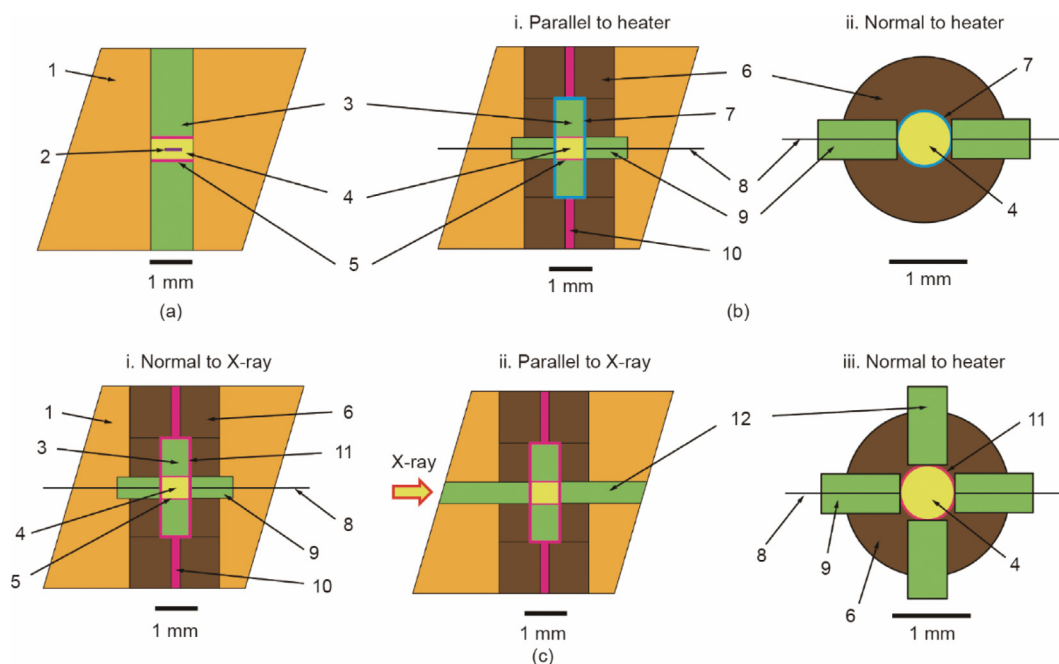 i. Parallel to heater
ii. Normal to heater
1
2
3
4
5
1 mm
(a)
6
7
8
9
10
1 mm
7
4
1 mm
(b)
i. Normal to X-ray
ii. Parallel to X-ray
iii. Normal to heater
1
3
4
5
6
11
8
9
10
1 mm
X-ray
12
1 mm
(c)
11
8
9
6
4
1 mm